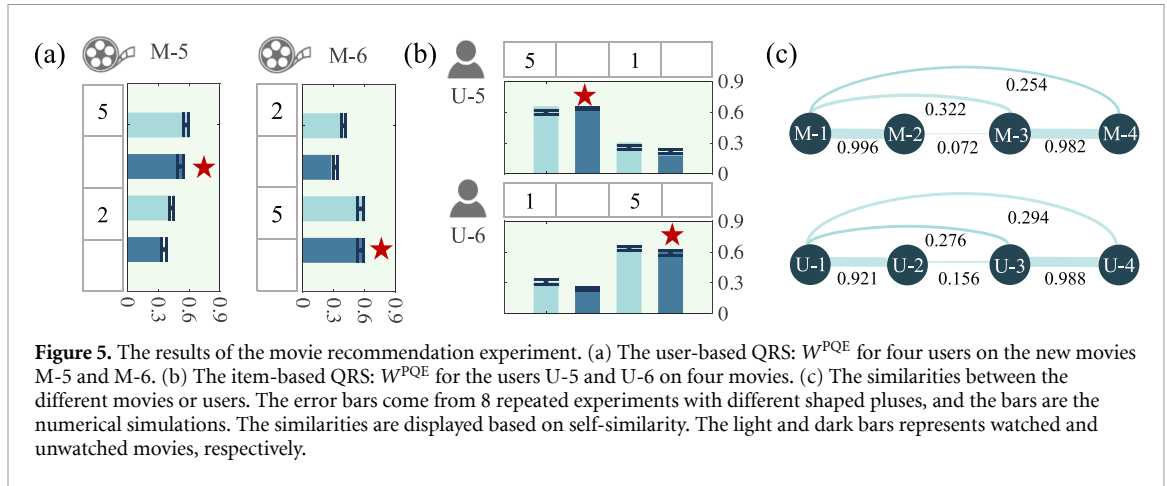 (a)
M-5
5
2
0
0.3
0.6
0.9
M-6
2
5
0
0.3
0.6
0.9
(b)
U-5
5
1
0.9
0.6
0.3
0
U-6
1
5
0.9
0.6
0.3
0
(c)
0.254
0.322
M-1
M-2
M-3
M-4
0.996
0.072
0.982
0.294
0.276
U-1
U-2
U-3
U-4
0.921
0.156
0.988
Figure 5. The results of the movie recommendation experiment. (a) The user-based QRS: W^PQE for four users on the new movies
M-5 and M-6. (b) The item-based QRS: W^PQE for the users U-5 and U-6 on four movies. (c) The similarities between the
different movies or users. The error bars come from 8 repeated experiments with different shaped pluses, and the bars are the
numerical simulations. The similarities are displayed based on self-similarity. The light and dark bars represents watched and
unwatched movies, respectively.